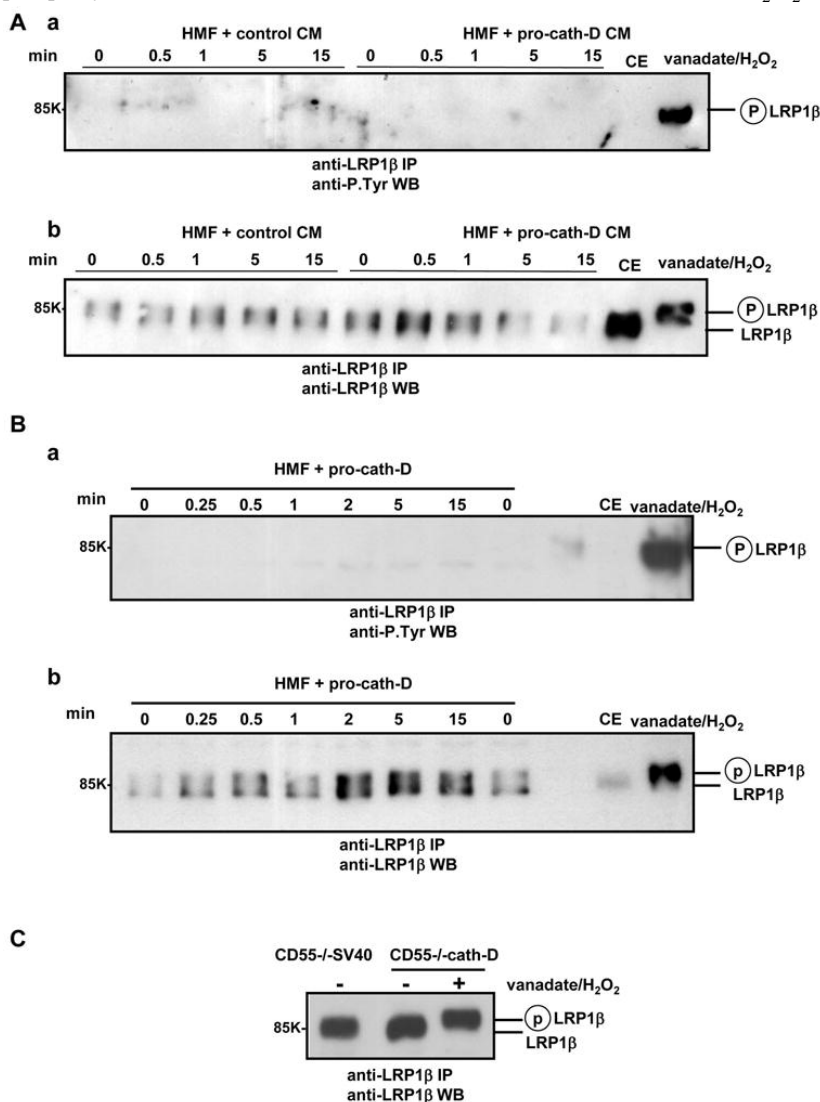 A a
HMF + control CM HMF + pro-cath-D CM
min 0 0.5 1 5 15 0 0.5 1 5 15 CE vanadate/H₂O₂
85K P LRP1β
anti-LRP1β IP
anti-P.Tyr WB
b
HMF + control CM HMF + pro-cath-D CM
min 0 0.5 1 5 15 0 0.5 1 5 15 CE vanadate/H₂O₂
85K P LRP1β
LRP1β
anti-LRP1β IP
anti-LRP1β WB
B
a
HMF + pro-cath-D
min 0 0.25 0.5 1 2 5 15 0 CE vanadate/H₂O₂
85K P LRP1β
anti-LRP1β IP
anti-P.Tyr WB
b
HMF + pro-cath-D
min 0 0.25 0.5 1 2 5 15 0 CE vanadate/H₂O₂
85K p LRP1β
LRP1β
anti-LRP1β IP
anti-LRP1β WB
C
CD55-/-SV40 CD55-/-cath-D
- - + vanadate/H₂O₂
85K p LRP1β
LRP1β
anti-LRP1β IP
anti-LRP1β WB